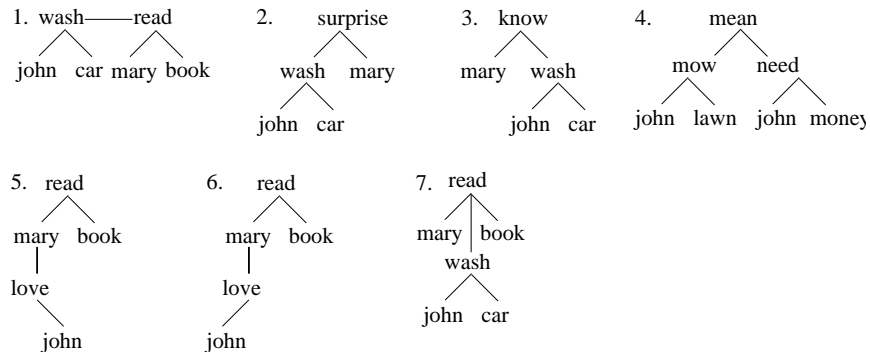 1. wash read
john car mary book
2. surprise
wash mary
john car
3. know
mary wash
john car
4. mean
mow need
john lawn john money
5. read
mary book
love
john
6. read
mary book
love
john
7. read
mary book
wash
john car